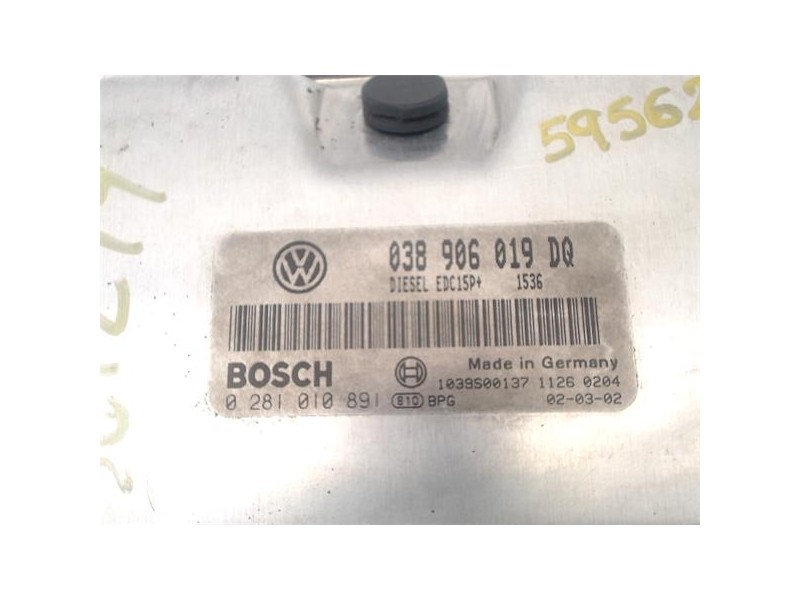 59562
038 906 019 DQ
DIESEL EDC15P+ 1536
BOSCH
Made in Germany
1039S00137 1126 0204
0 281 010 891 810 BPG 02-03-02